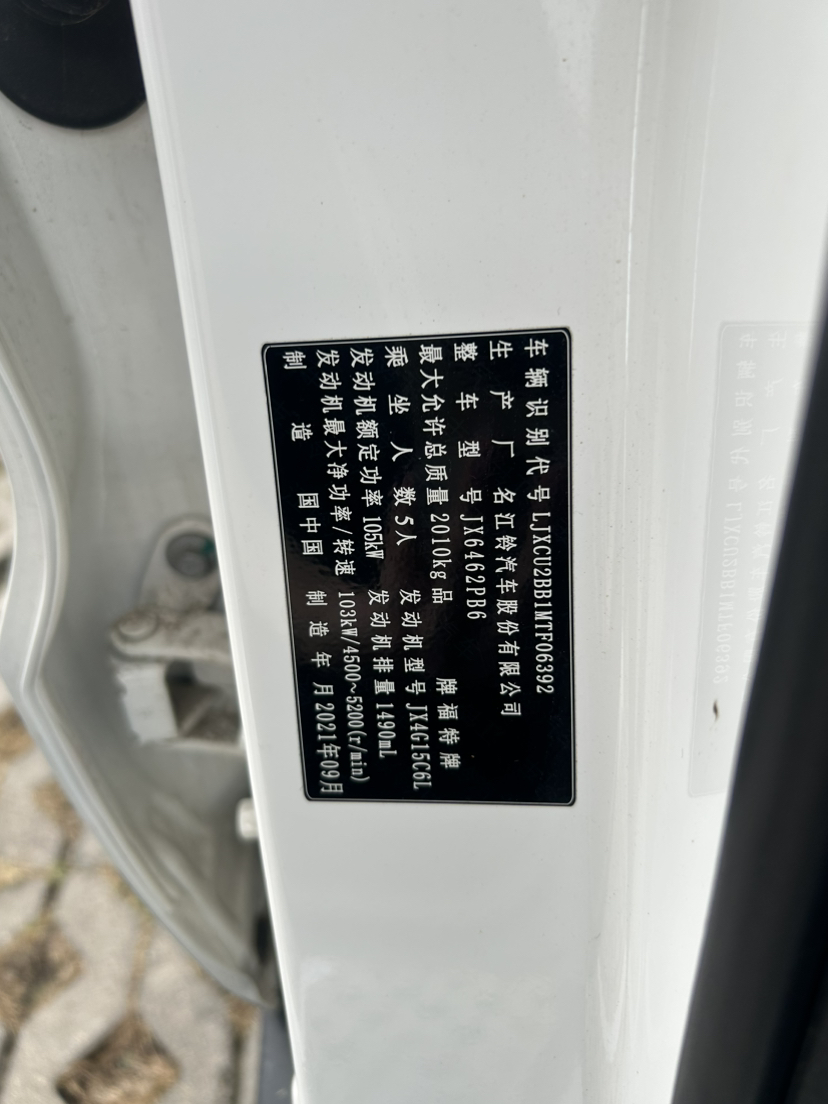 车辆识别代号 LJXCU2BB1MTF06392
生产厂名 江铃汽车股份有限公司
整车型号 JX6462PB6
最大允许总质量 2010kg 品牌 福特牌
乘坐人数 5人 发动机型号 JX4G15C6L
发动机额定功率 105kW 发动机排量 1490mL
发动机最大净功率/转速 103kW/4500~5200(r/min)
制造国 中国 制造年月 2021年09月